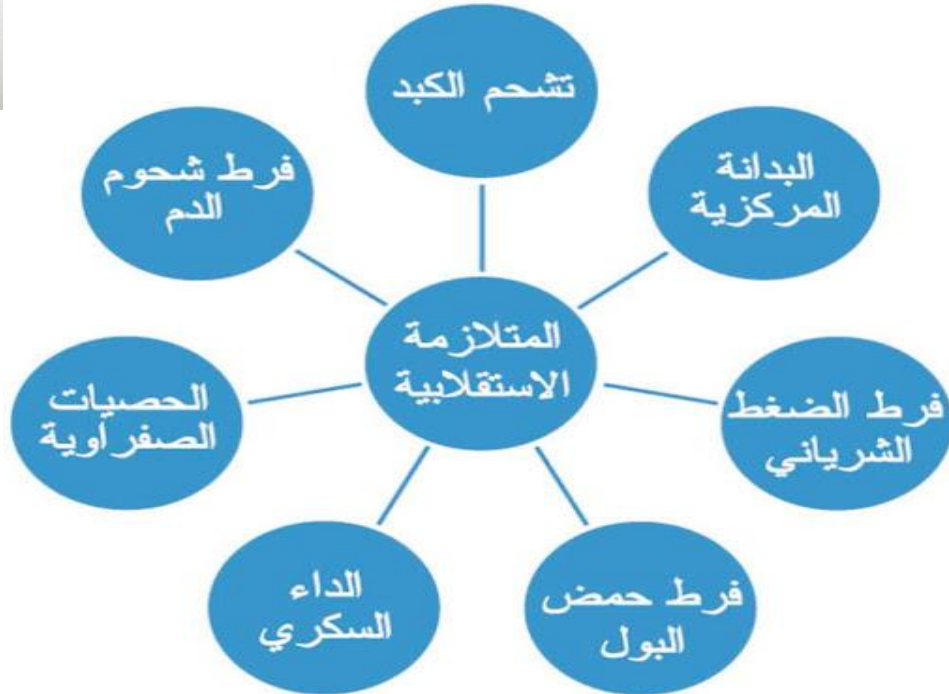 تشحم الكبد
البدانة
المركزية
فرط شحوم
الدم
المتلازمة
الاستقلابية
فرط الضغط
الشرياني
الحصيات
الصفراوية
فرط حمض
البول
الداء
السكري